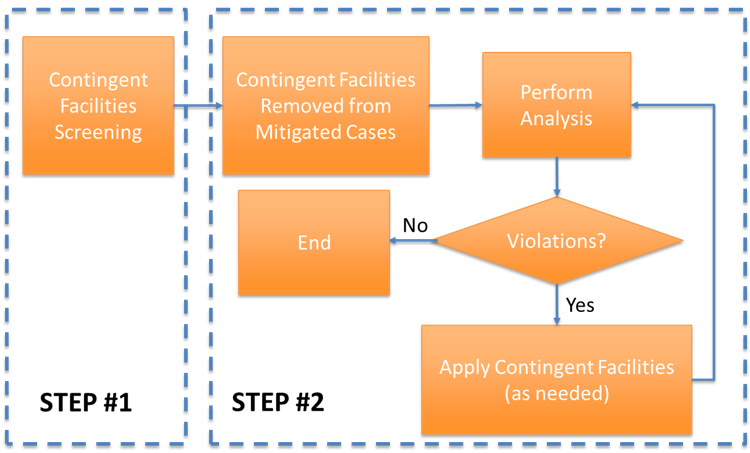 Contingent
Facilities
Screening
Contingent Facilities
Removed from
Mitigated Cases
Perform
Analysis
Violations?
No
End
Yes
Apply Contingent Facilities
(as needed)
STEP #1
STEP #2